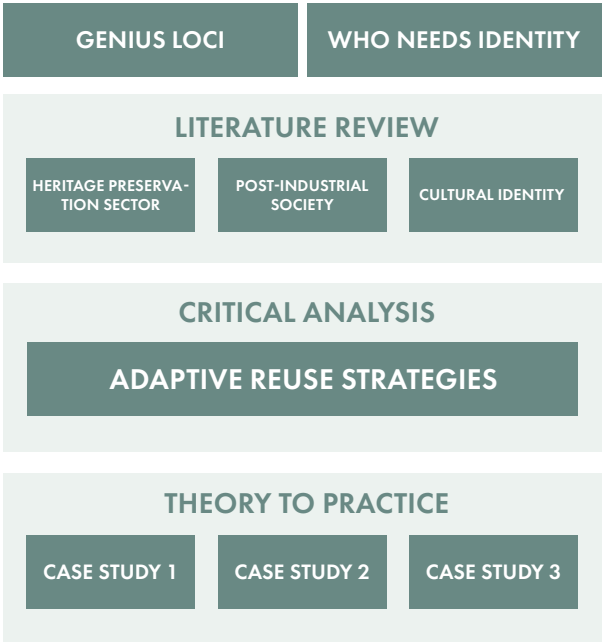 GENIUS LOCI
WHO NEEDS IDENTITY
LITERATURE REVIEW
HERITAGE PRESERVA-
TION SECTOR
POST-INDUSTRIAL
SOCIETY
CULTURAL IDENTITY
CRITICAL ANALYSIS
ADAPTIVE REUSE STRATEGIES
THEORY TO PRACTICE
CASE STUDY 1
CASE STUDY 2
CASE STUDY 3